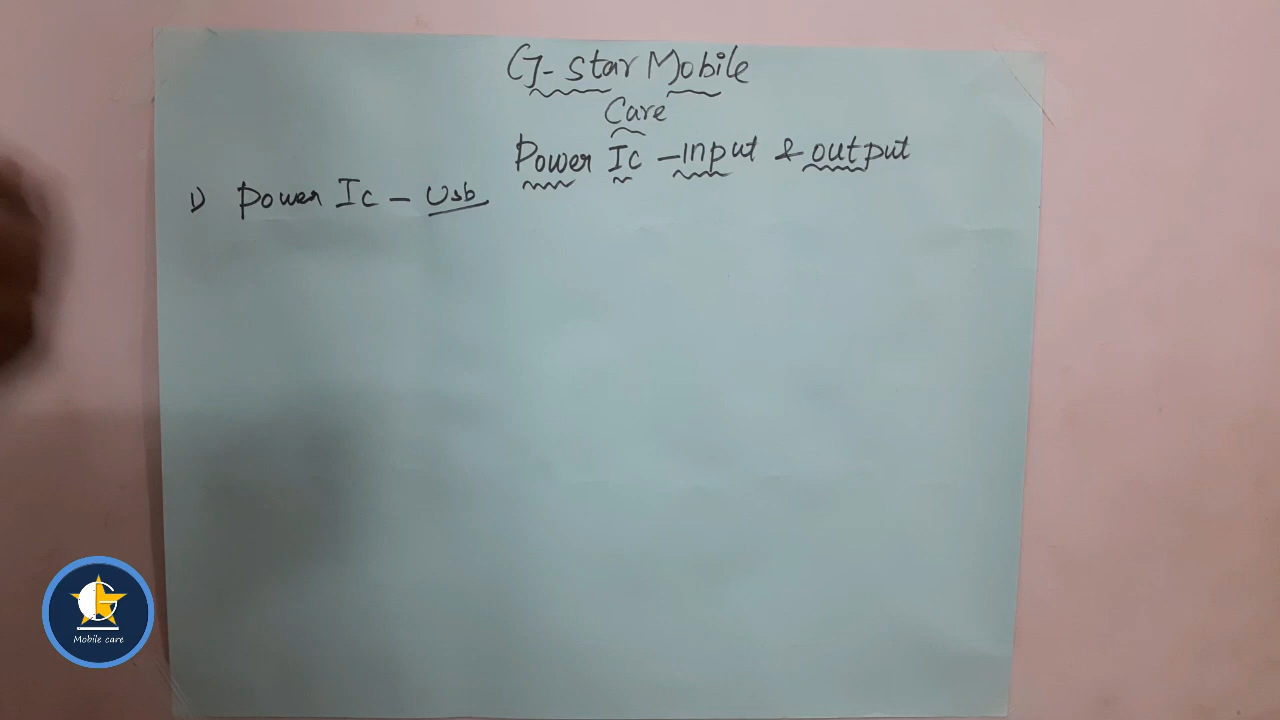 G-star Mobile
Care
Power Ic - input & output
1) Power Ic - Usb
Mobile care